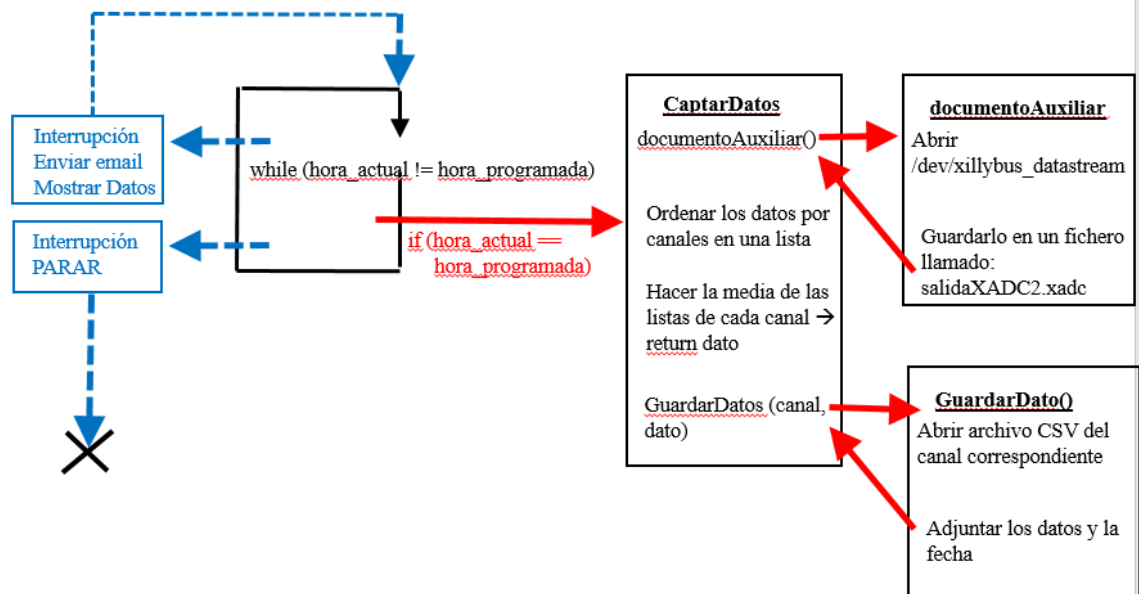 Interrupción
Enviar email
Mostrar Datos
Interrupción
PARAR
while (hora_actual != hora_programada)
if (hora_actual ==
hora_programada)
CaptarDatos
documentoAuxiliar()
Ordenar los datos por
canales en una lista
Hacer la media de las
listas de cada canal →
return dato
GuardarDatos (canal,
dato)
documentoAuxiliar
Abrir
/dev/xillybus_datastream
Guardarlo en un fichero
llamado:
salidaXADC2.xadc
GuardarDato()
Abrir archivo CSV del
canal correspondiente
Adjuntar los datos y la
fecha